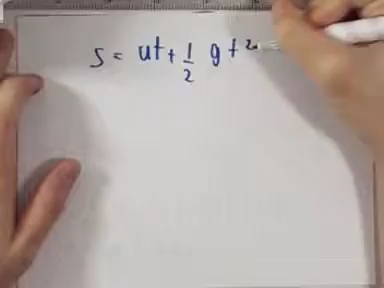 s = ut + 1/2 gt²